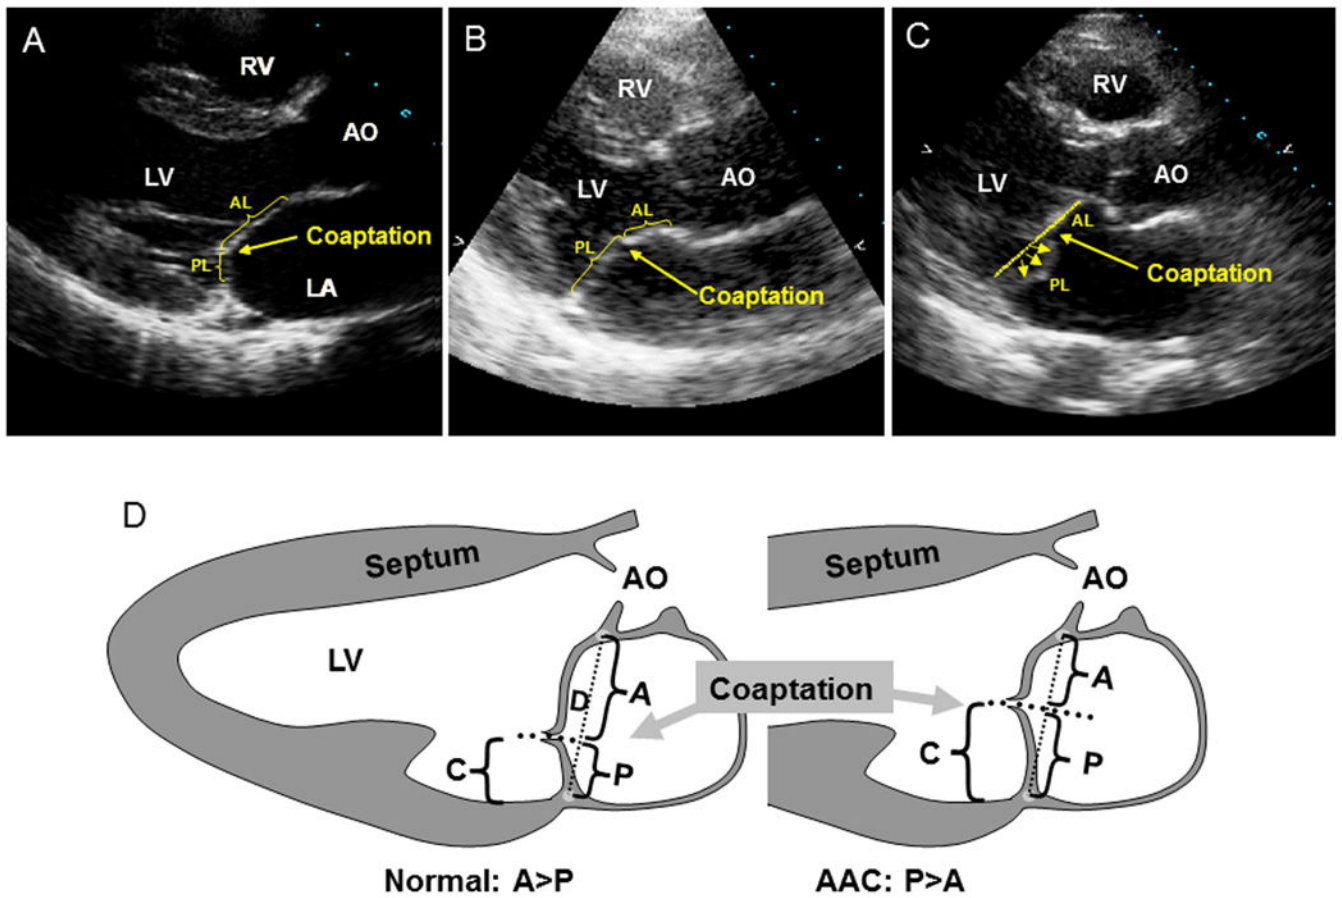 A
RV
AO
LV
AL
Coaptation
PL
LA
B
RV
LV
AO
AL
PL
Coaptation
C
RV
LV
AO
AL
Coaptation
PL
D
Septum
AO
LV
D
A
C
P
Coaptation
Septum
AO
A
C
P
Normal: A>P
AAC: P>A